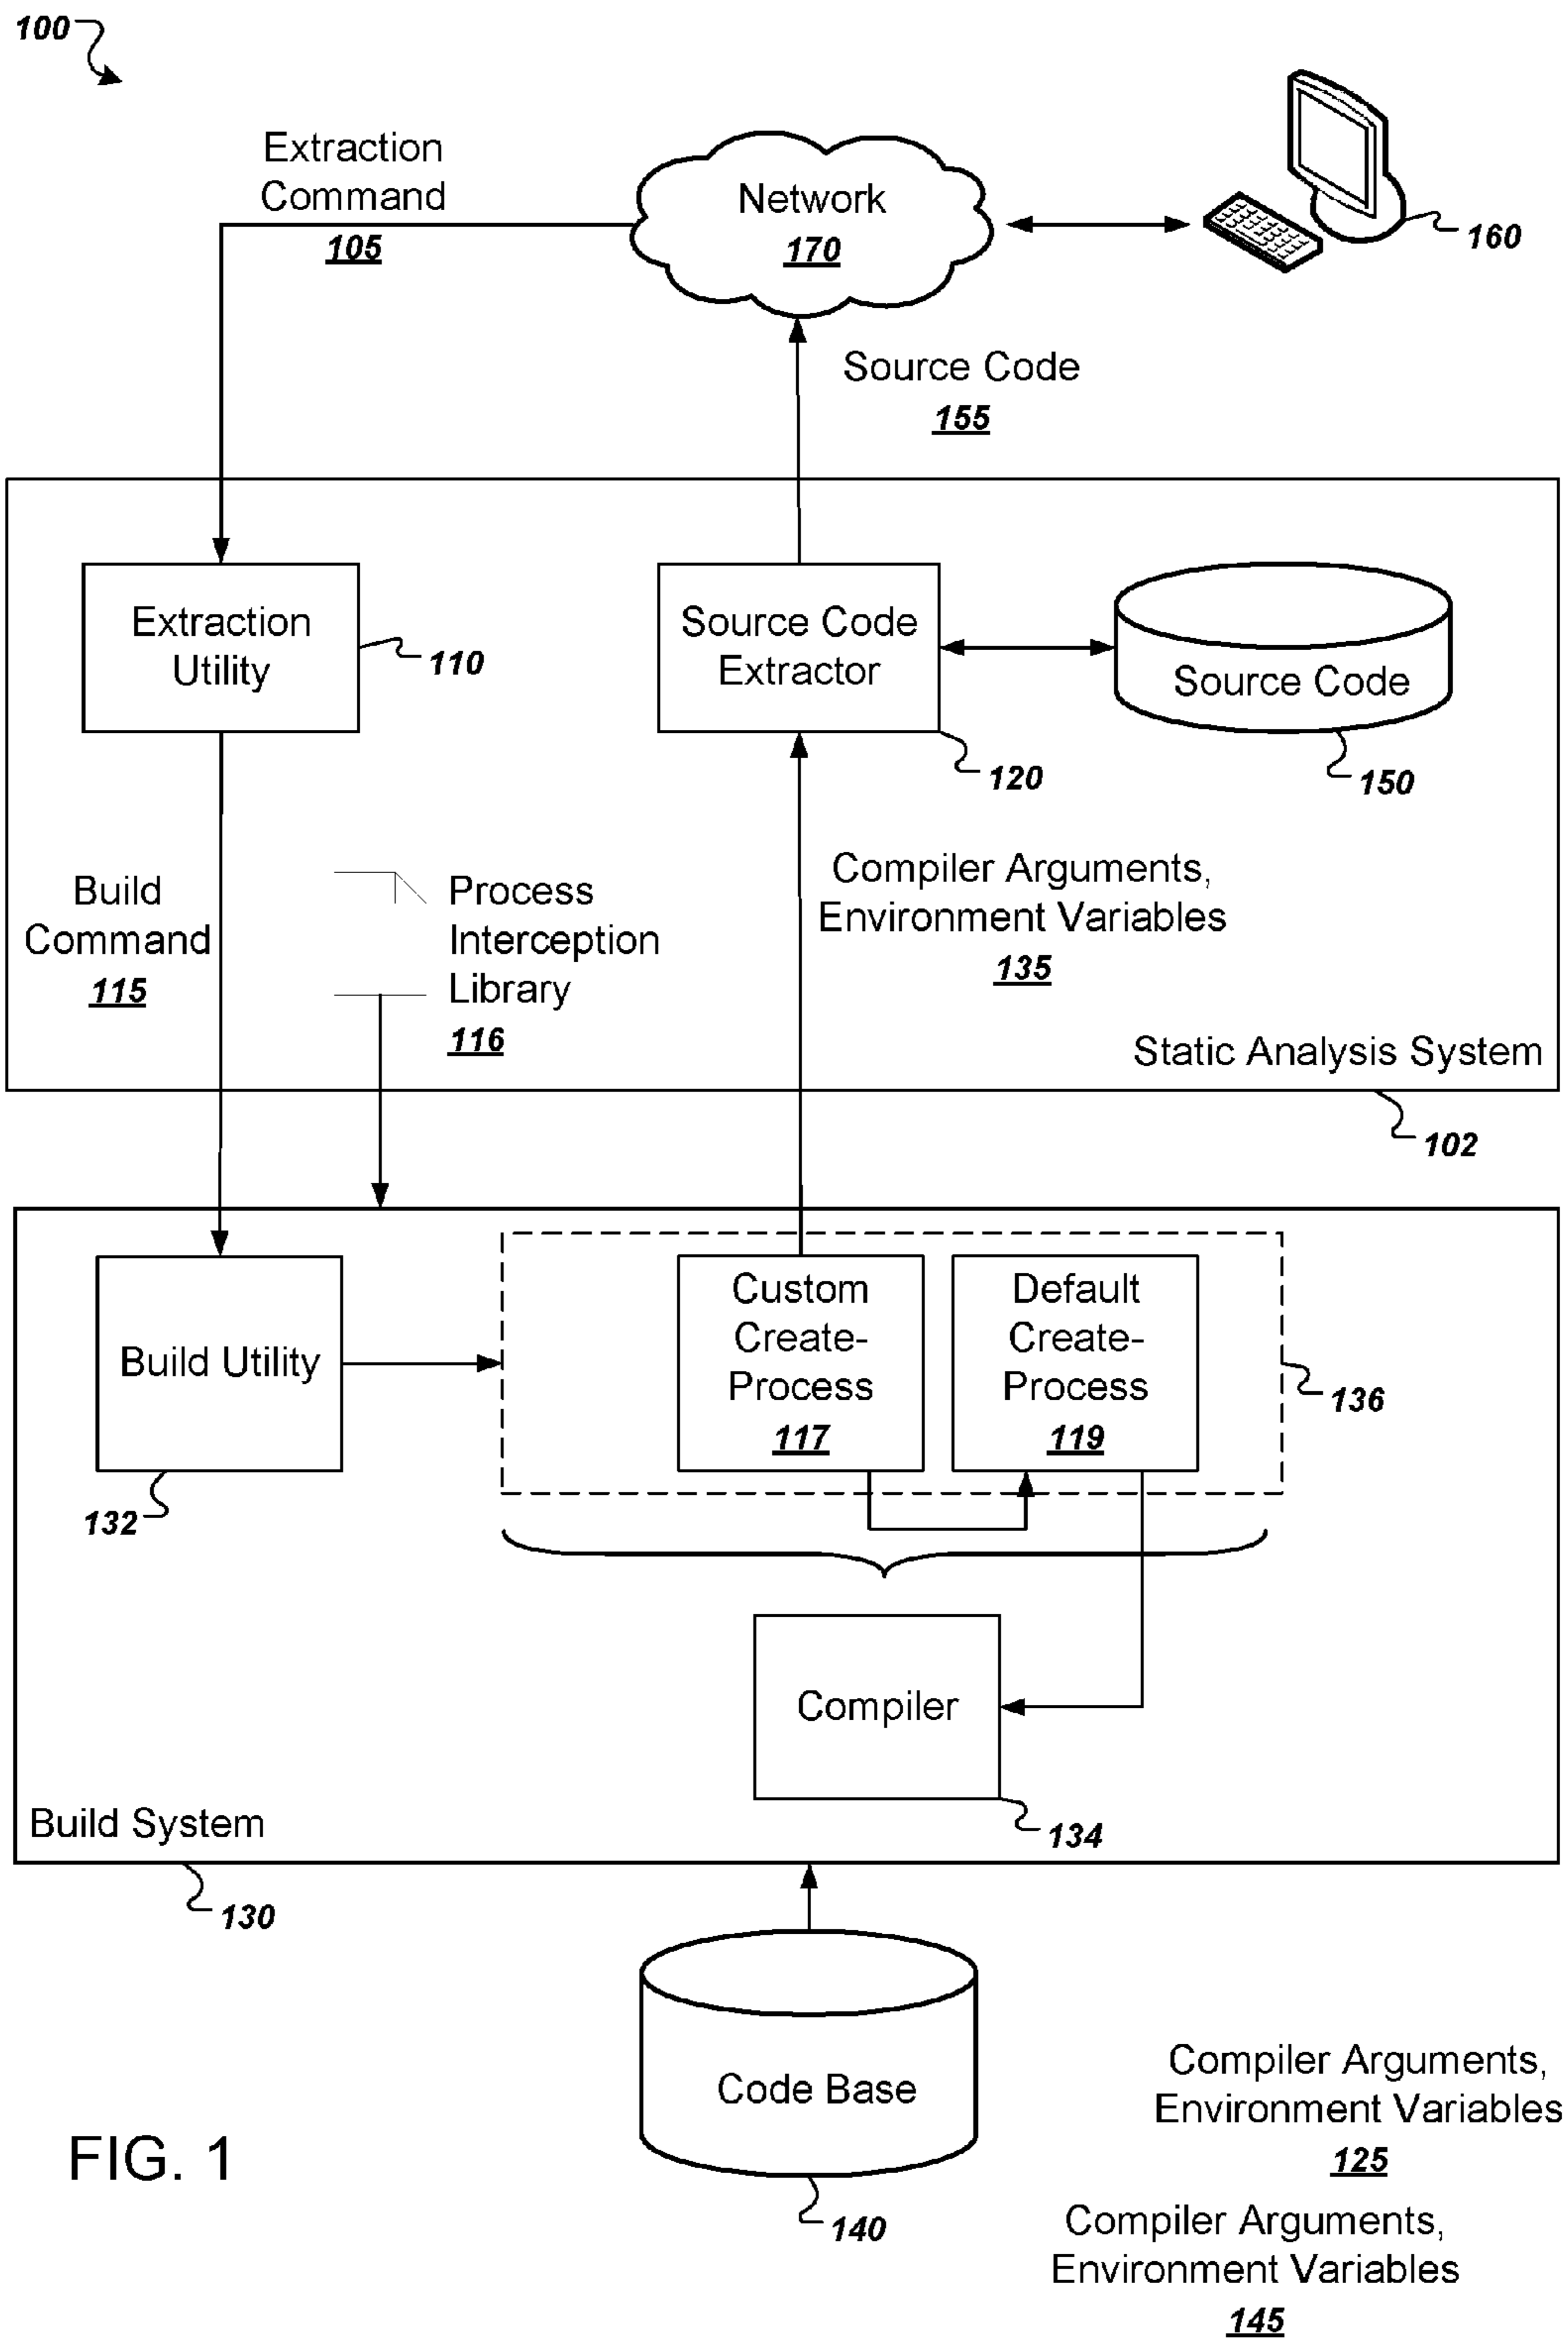 100
Extraction
Command
105
Network
170
160
Source Code
155
Extraction
Utility
110
Source Code
Extractor
120
Source Code
150
Build
Command
115
Process
Interception
Library
116
Compiler Arguments,
Environment Variables
135
Static Analysis System
102
Build Utility
132
Custom
Create-
Process
117
Default
Create-
Process
119
136
Compiler
134
Build System
130
Code Base
140
FIG. 1
Compiler Arguments,
Environment Variables
125
Compiler Arguments,
Environment Variables
145